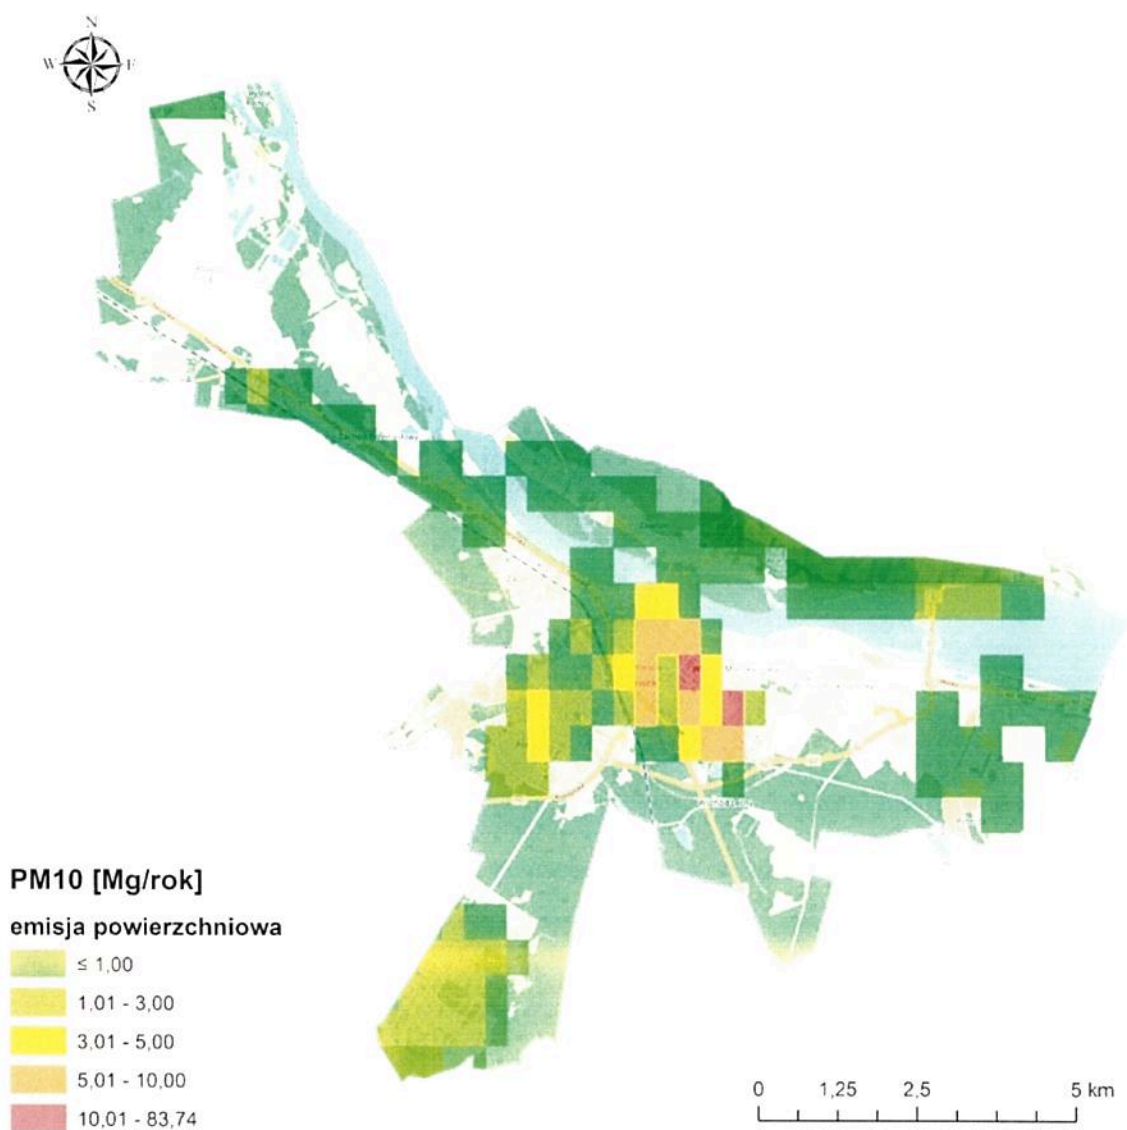 N
W E
S
PM10 [Mg/rok]
emisja powierzchniowa
≤ 1,00
1,01 - 3,00
3,01 - 5,00
5,01 - 10,00
10,01 - 83,74
0 1,25 2,5 5 km